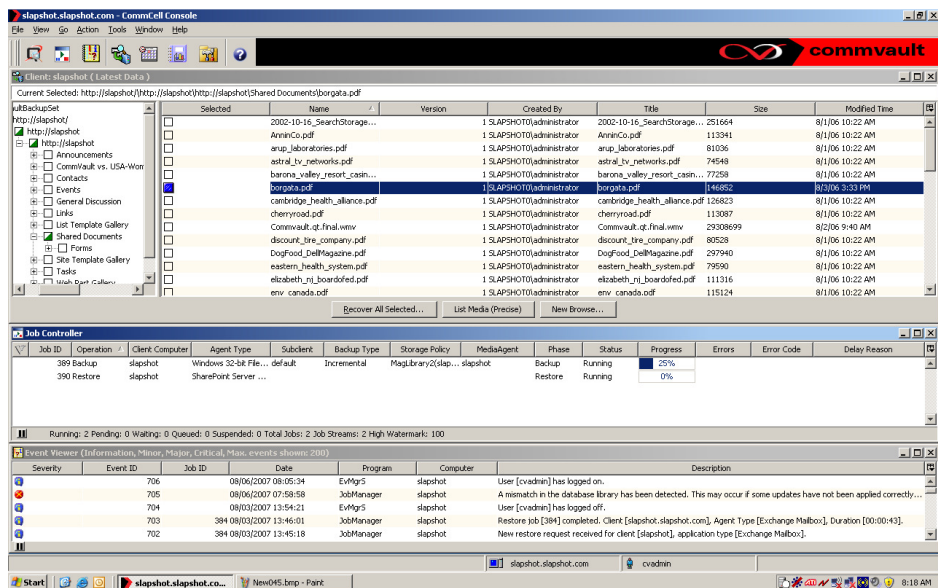 slapshot.slapshot.com - CommCell Console
File View Go Action Tools Window Help
commvault
Client: slapshot ( Latest Data )
Current Selected: http://slapshot/|http://slapshot\http://slapshot\Shared Documents\borgata.pdf
Selected Name Version Created By Title Size Modified Time
ultBackupSet
http://slapshot/
http://slapshot
http://slapshot
Announcements
CommVault vs. USA-Wom
Contacts
Events
General Discussion
Links
List Template Gallery
Shared Documents
Forms
Site Template Gallery
Tasks
Web Part Gallery
2002-10-16_SearchStorage... 1 SLAPSHOT0\administrator 2002-10-16_SearchStorage... 251664 8/1/06 10:22 AM
AnninCo.pdf 1 SLAPSHOT0\administrator AnninCo.pdf 113341 8/1/06 10:22 AM
arup_laboratories.pdf 1 SLAPSHOT0\administrator arup_laboratories.pdf 81036 8/1/06 10:22 AM
astral_tv_networks.pdf 1 SLAPSHOT0\administrator astral_tv_networks.pdf 74548 8/1/06 10:22 AM
barona_valley_resort_casin... 1 SLAPSHOT0\administrator barona_valley_resort_casin... 77258 8/1/06 10:22 AM
borgata.pdf 1 SLAPSHOT0\administrator borgata.pdf 146852 8/3/06 3:33 PM
cambridge_health_alliance.pdf 1 SLAPSHOT0\administrator cambridge_health_alliance.pdf 126823 8/1/06 10:22 AM
cherryroad.pdf 1 SLAPSHOT0\administrator cherryroad.pdf 113087 8/1/06 10:22 AM
Commvault.qt.final.wmv 1 SLAPSHOT0\administrator Commvault.qt.final.wmv 29308699 8/2/06 9:40 AM
discount_tire_company.pdf 1 SLAPSHOT0\administrator discount_tire_company.pdf 80528 8/1/06 10:22 AM
DogFood_DellMagazine.pdf 1 SLAPSHOT0\administrator DogFood_DellMagazine.pdf 297940 8/1/06 10:22 AM
eastern_health_system.pdf 1 SLAPSHOT0\administrator eastern_health_system.pdf 79590 8/1/06 10:22 AM
elizabeth_nj_boardofed.pdf 1 SLAPSHOT0\administrator elizabeth_nj_boardofed.pdf 111316 8/1/06 10:22 AM
env_canada.pdf 1 SLAPSHOT0\administrator env_canada.pdf 115124 8/1/06 10:22 AM
Recover All Selected... List Media (Precise) New Browse...
Job Controller
Job ID Operation Client Computer Agent Type Subclient Backup Type Storage Policy MediaAgent Phase Status Progress Errors Error Code Delay Reason
389 Backup slapshot Windows 32-bit File... default Incremental MagLibrary2(slap... slapshot Backup Running 25%
390 Restore slapshot SharePoint Server ... Restore Running 0%
Running: 2 Pending: 0 Waiting: 0 Queued: 0 Suspended: 0 Total Jobs: 2 Job Streams: 2 High Watermark: 100
Event Viewer (Information, Minor, Major, Critical, Max. events shown: 200)
Severity Event ID Job ID Date Program Computer Description
706 08/06/2007 08:05:34 EvMgrS slapshot User [cvadmin] has logged on.
705 08/06/2007 07:58:58 JobManager slapshot A mismatch in the database library has been detected. This may occur if some updates have not been applied correctly...
704 08/03/2007 13:54:21 EvMgrS slapshot User [cvadmin] has logged off.
703 384 08/03/2007 13:46:01 JobManager slapshot Restore job [384] completed. Client [slapshot.slapshot.com], Agent Type [Exchange Mailbox], Duration [00:00:43].
702 384 08/03/2007 13:45:18 JobManager slapshot New restore request received for client [slapshot], application type [Exchange Mailbox].
slapshot.slapshot.com cvadmin
Start slapshot.slapshot.co... New045.bmp - Paint 8:18 AM